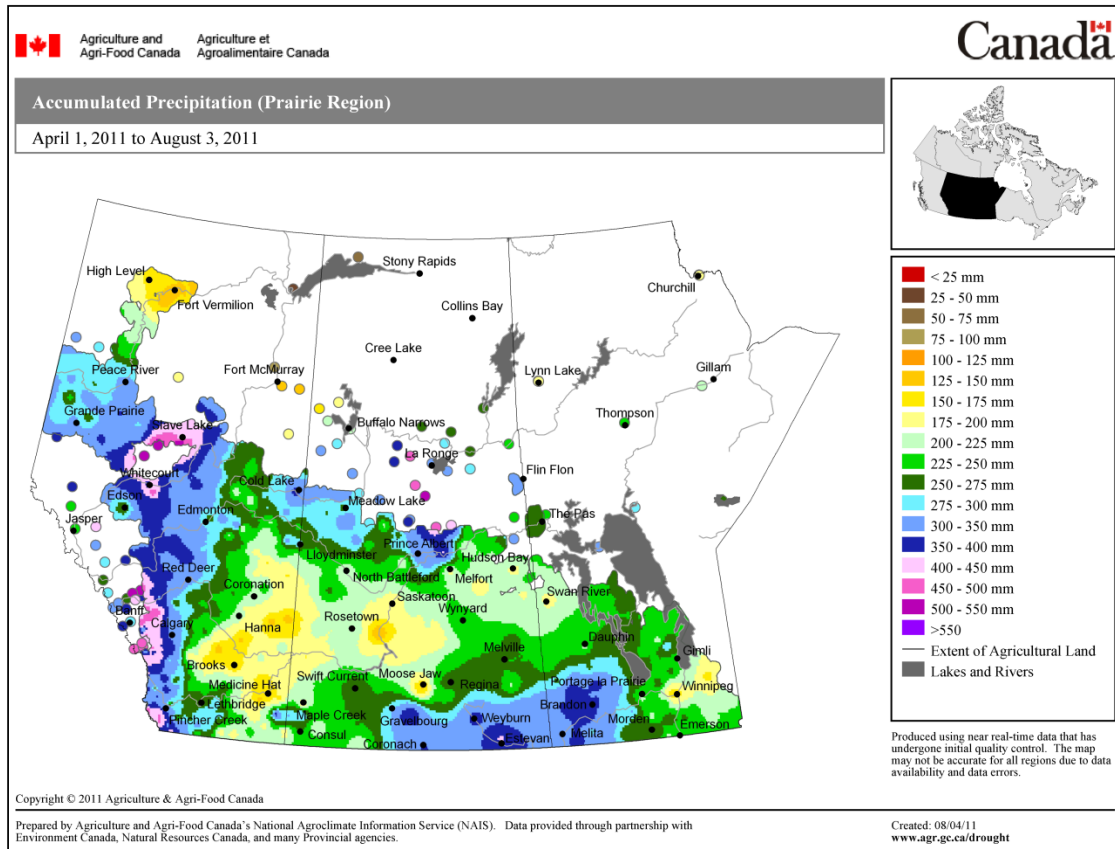 Agriculture and
Agri-Food Canada
Agriculture et
Agroalimentaire Canada
Canada
Accumulated Precipitation (Prairie Region)
April 1, 2011 to August 3, 2011
Stony Rapids
High Level
Churchill
Fort Vermilion
Collins Bay
Cree Lake
Peace River
Fort McMurray
Lynn Lake
Gillam
Grande Prairie
Thompson
Slave Lake
Buffalo Narrows
La Ronge
Whitecourt
Flin Flon
Cold Lake
Edson
Meadow Lake
Edmonton
The Pas
Jasper
Prince Albert
Lloydminster
Hudson Bay
Red Deer
North Battleford
Melfort
Coronation
Saskatoon
Swan River
Banff
Wynyard
Calgary
Hanna
Rosetown
Dauphin
Melville
Gimli
Brooks
Moose Jaw
Medicine Hat
Swift Current
Regina
Portage la Prairie
Winnipeg
Lethbridge
Maple Creek
Brandon
Pincher Creek
Gravelbourg
Weyburn
Morden
Emerson
Consul
Coronach
Estevan
Melita
< 25 mm
25 - 50 mm
50 - 75 mm
75 - 100 mm
100 - 125 mm
125 - 150 mm
150 - 175 mm
175 - 200 mm
200 - 225 mm
225 - 250 mm
250 - 275 mm
275 - 300 mm
300 - 350 mm
350 - 400 mm
400 - 450 mm
450 - 500 mm
500 - 550 mm
>550
Extent of Agricultural Land
Lakes and Rivers
Produced using near real-time data that has
undergone initial quality control. The map
may not be accurate for all regions due to data
availability and data errors.
Copyright © 2011 Agriculture & Agri-Food Canada
Prepared by Agriculture and Agri-Food Canada's National Agroclimate Information Service (NAIS). Data provided through partnership with
Environment Canada, Natural Resources Canada, and many Provincial agencies.
Created: 08/04/11
www.agr.gc.ca/drought